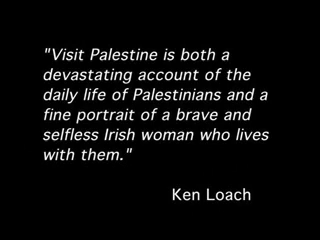 "Visit Palestine is both a
devastating account of the
daily life of Palestinians and a
fine portrait of a brave and
selfless Irish woman who lives
with them."
Ken Loach